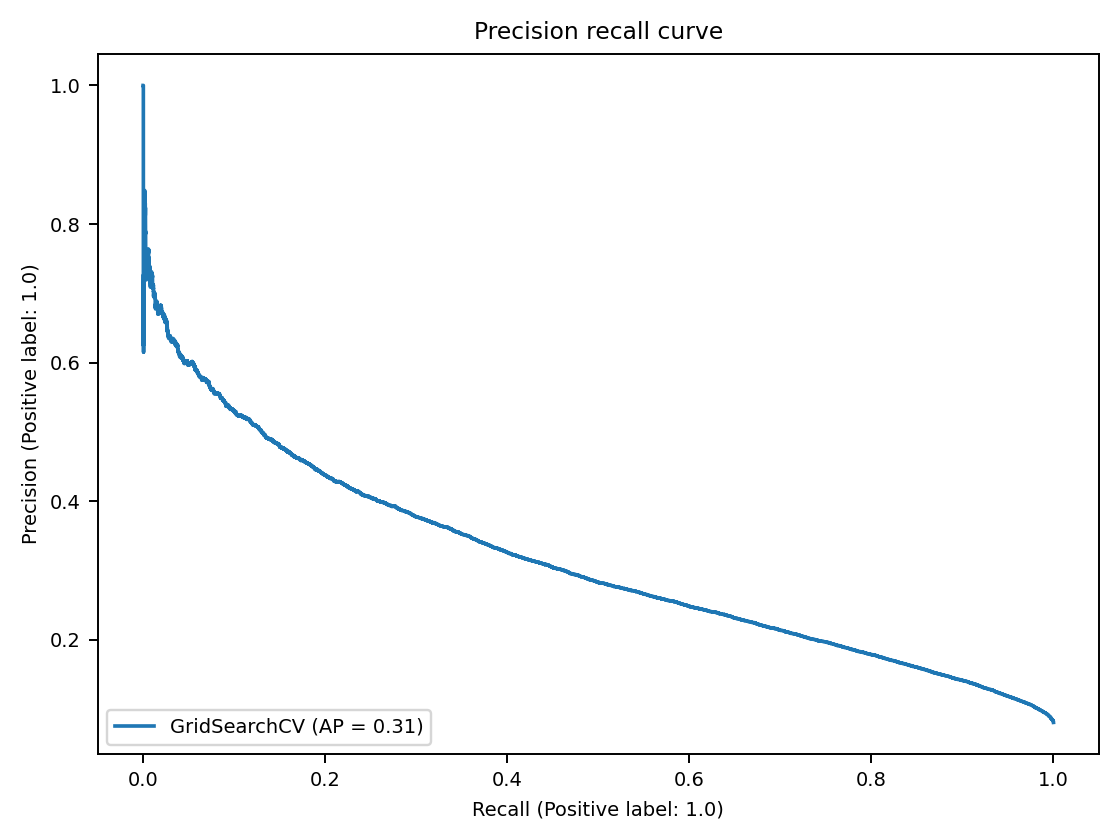 Precision recall curve
1.0
0.8
0.6
0.4
0.2
Precision (Positive label: 1.0)
GridSearchCV (AP = 0.31)
0.0 0.2 0.4 0.6 0.8 1.0
Recall (Positive label: 1.0)